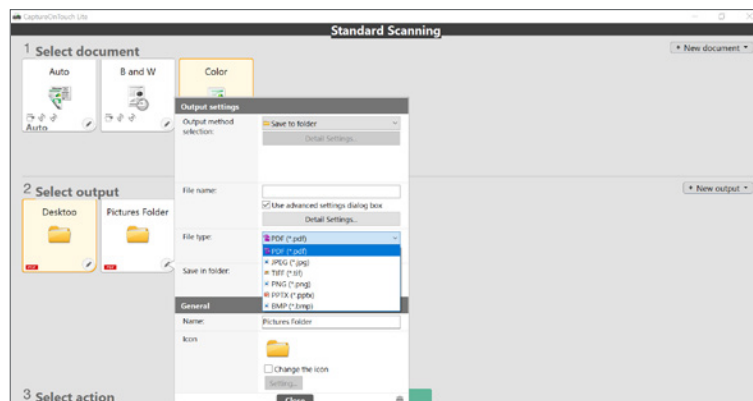 CaptureOnTouch Lite
Standard Scanning
1 Select document
+ New document
Auto
B and W
Color
Auto
Output settings
Output method selection:
Save to folder
Detail Settings...
2 Select output
+ New output
Desktop
Pictures Folder
PDF
PDF
File name:
Use advanced settings dialog box
Detail Settings...
File type:
PDF (*.pdf)
PDF (*.pdf)
JPEG (*.jpg)
TIFF (*.tif)
PNG (*.png)
PPTX (*.pptx)
BMP (*.bmp)
Save in folder:
General
Name:
Pictures Folder
Icon
Change the icon
Setting...
3 Select action
Close